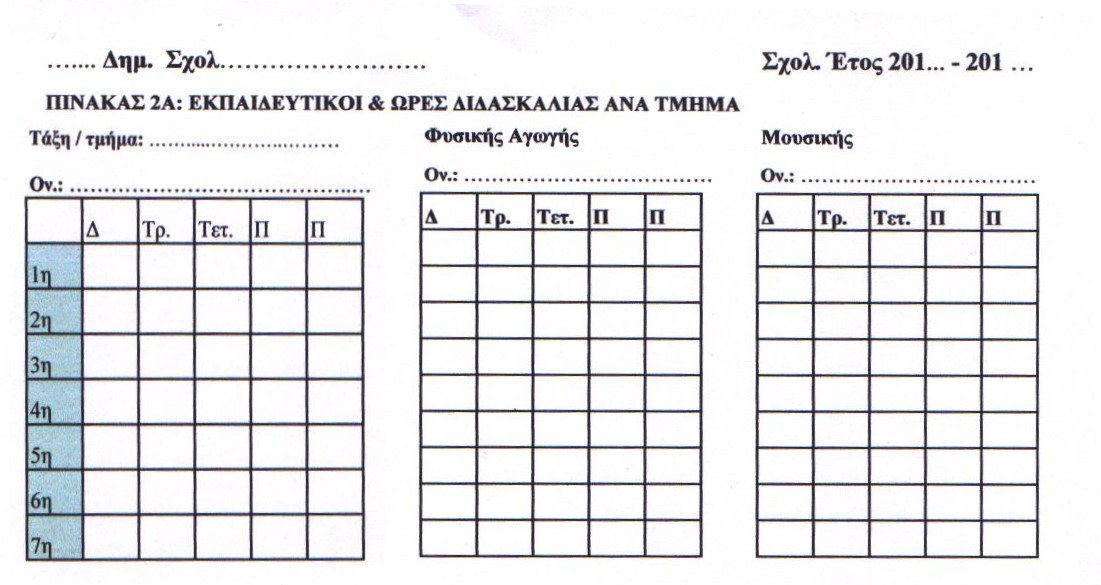 ....... Δημ. Σχολ.......................... Σχολ. Έτος 201... - 201 ...
ΠΙΝΑΚΑΣ 2Α: ΕΚΠΑΙΔΕΥΤΙΚΟΙ & ΩΡΕΣ ΔΙΔΑΣΚΑΛΙΑΣ ΑΝΑ ΤΜΗΜΑ
Τάξη / τμήμα: ................................. Φυσικής Αγωγής Μουσικής
Ον.: .......................................... Ον.: ................................... Ον.: .................................
Δ Τρ. Τετ. Π Π Δ Τρ. Τετ. Π Π Δ Τρ. Τετ. Π Π
1η
2η
3η
4η
5η
6η
7η